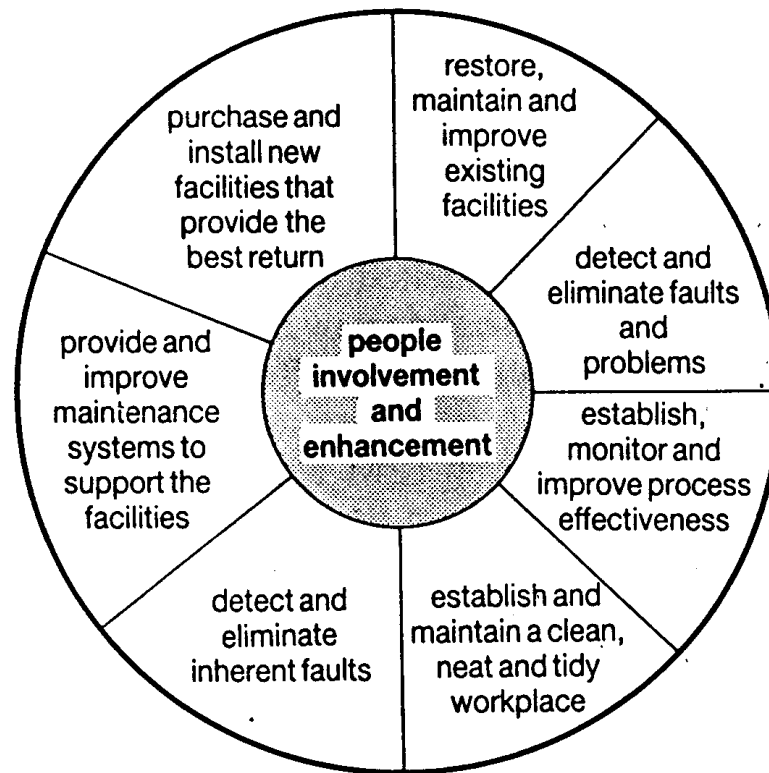 restore,
maintain and
improve
existing
facilities
detect and
eliminate faults
and
problems
establish,
monitor and
improve process
effectiveness
establish and
maintain a clean,
neat and tidy
workplace
detect and
eliminate
inherent faults
provide and
improve
maintenance
systems to
support the
facilities
purchase and
install new
facilities that
provide the
best return
people
involvement
and
enhancement